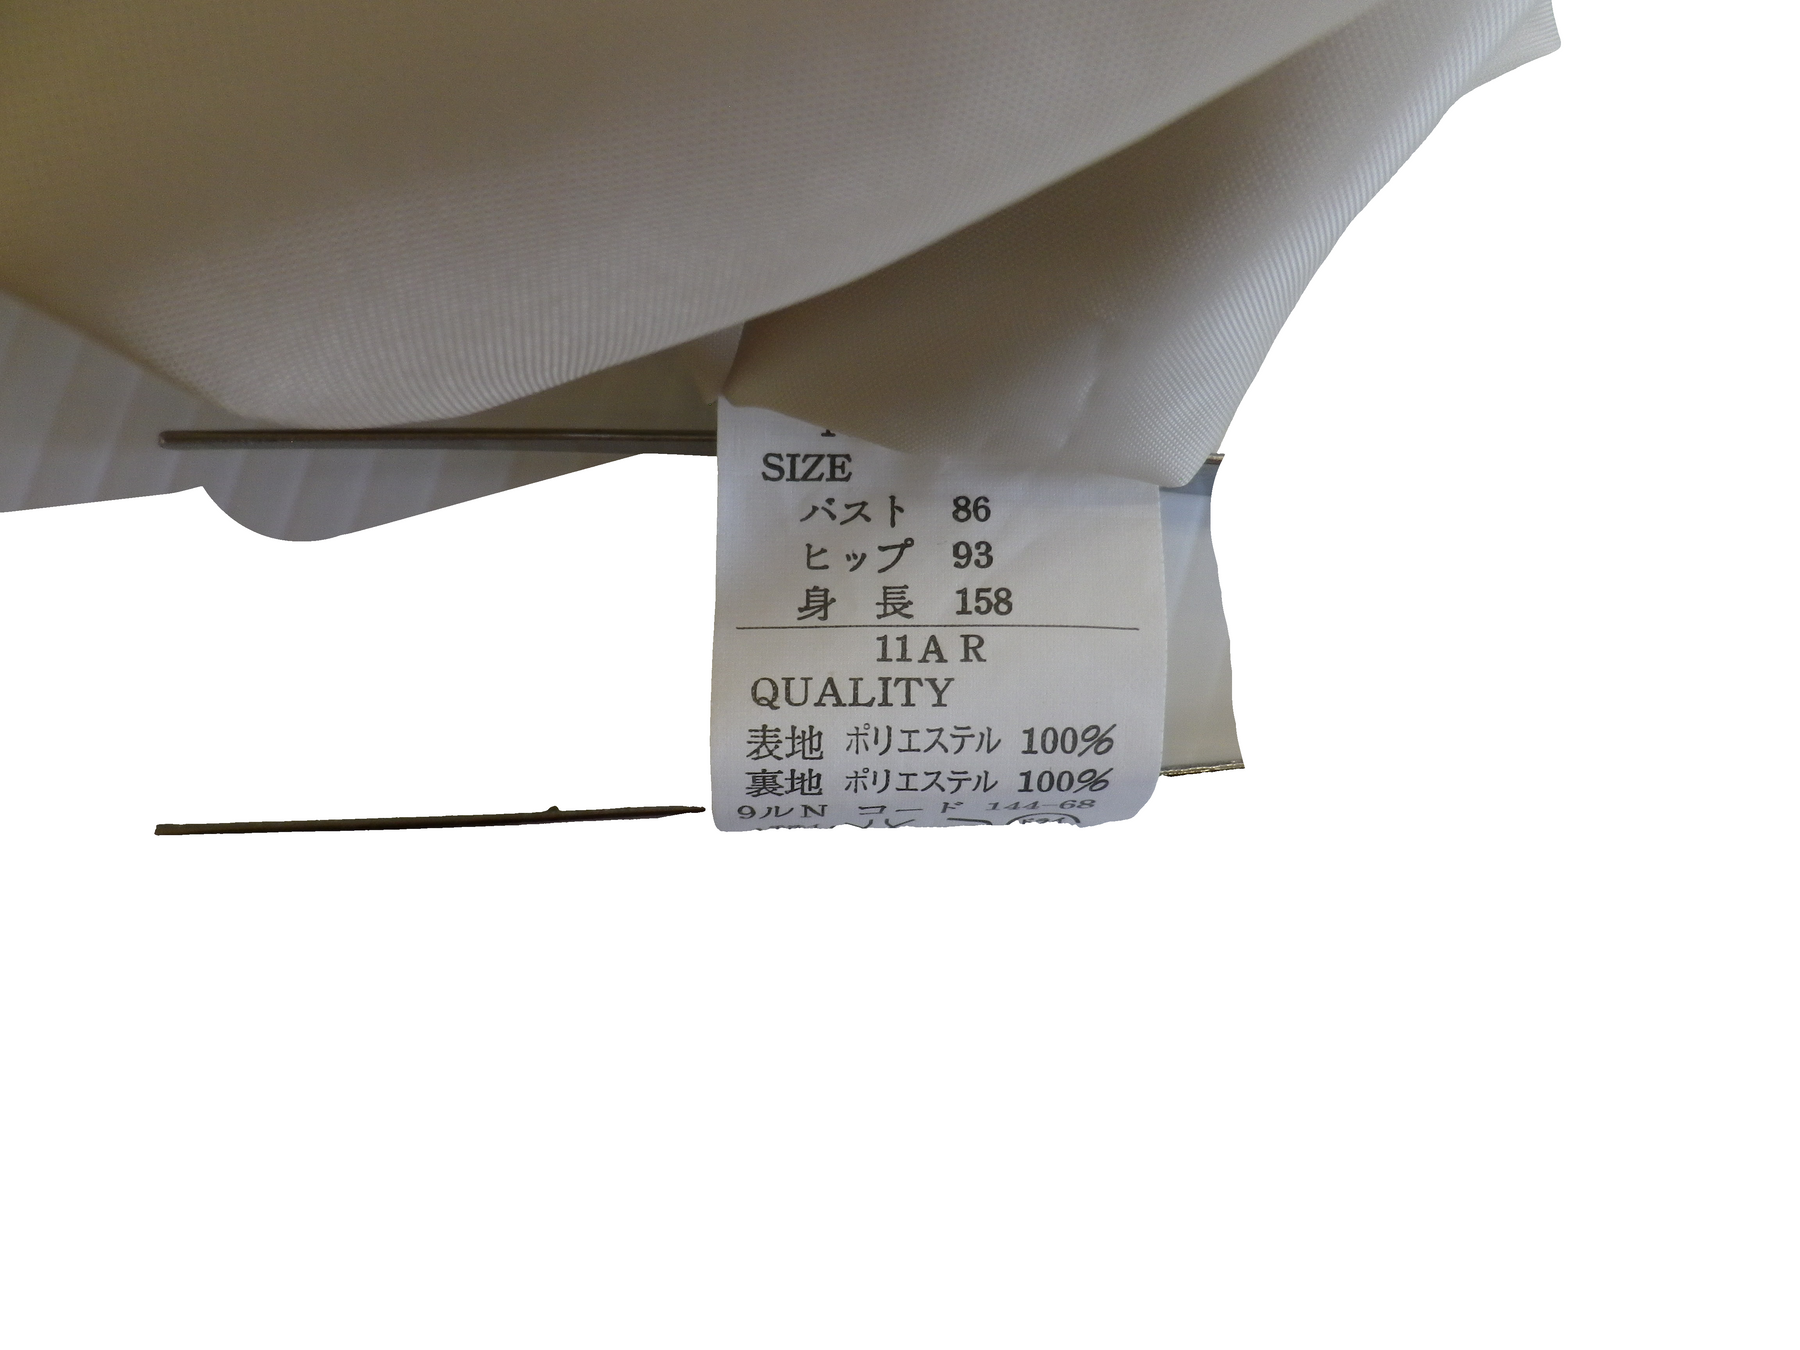 SIZE
バスト 86
ヒップ 93
身 長 158
11AR
QUALITY
表地 ポリエステル 100%
裏地 ポリエステル 100%
コード 144-68